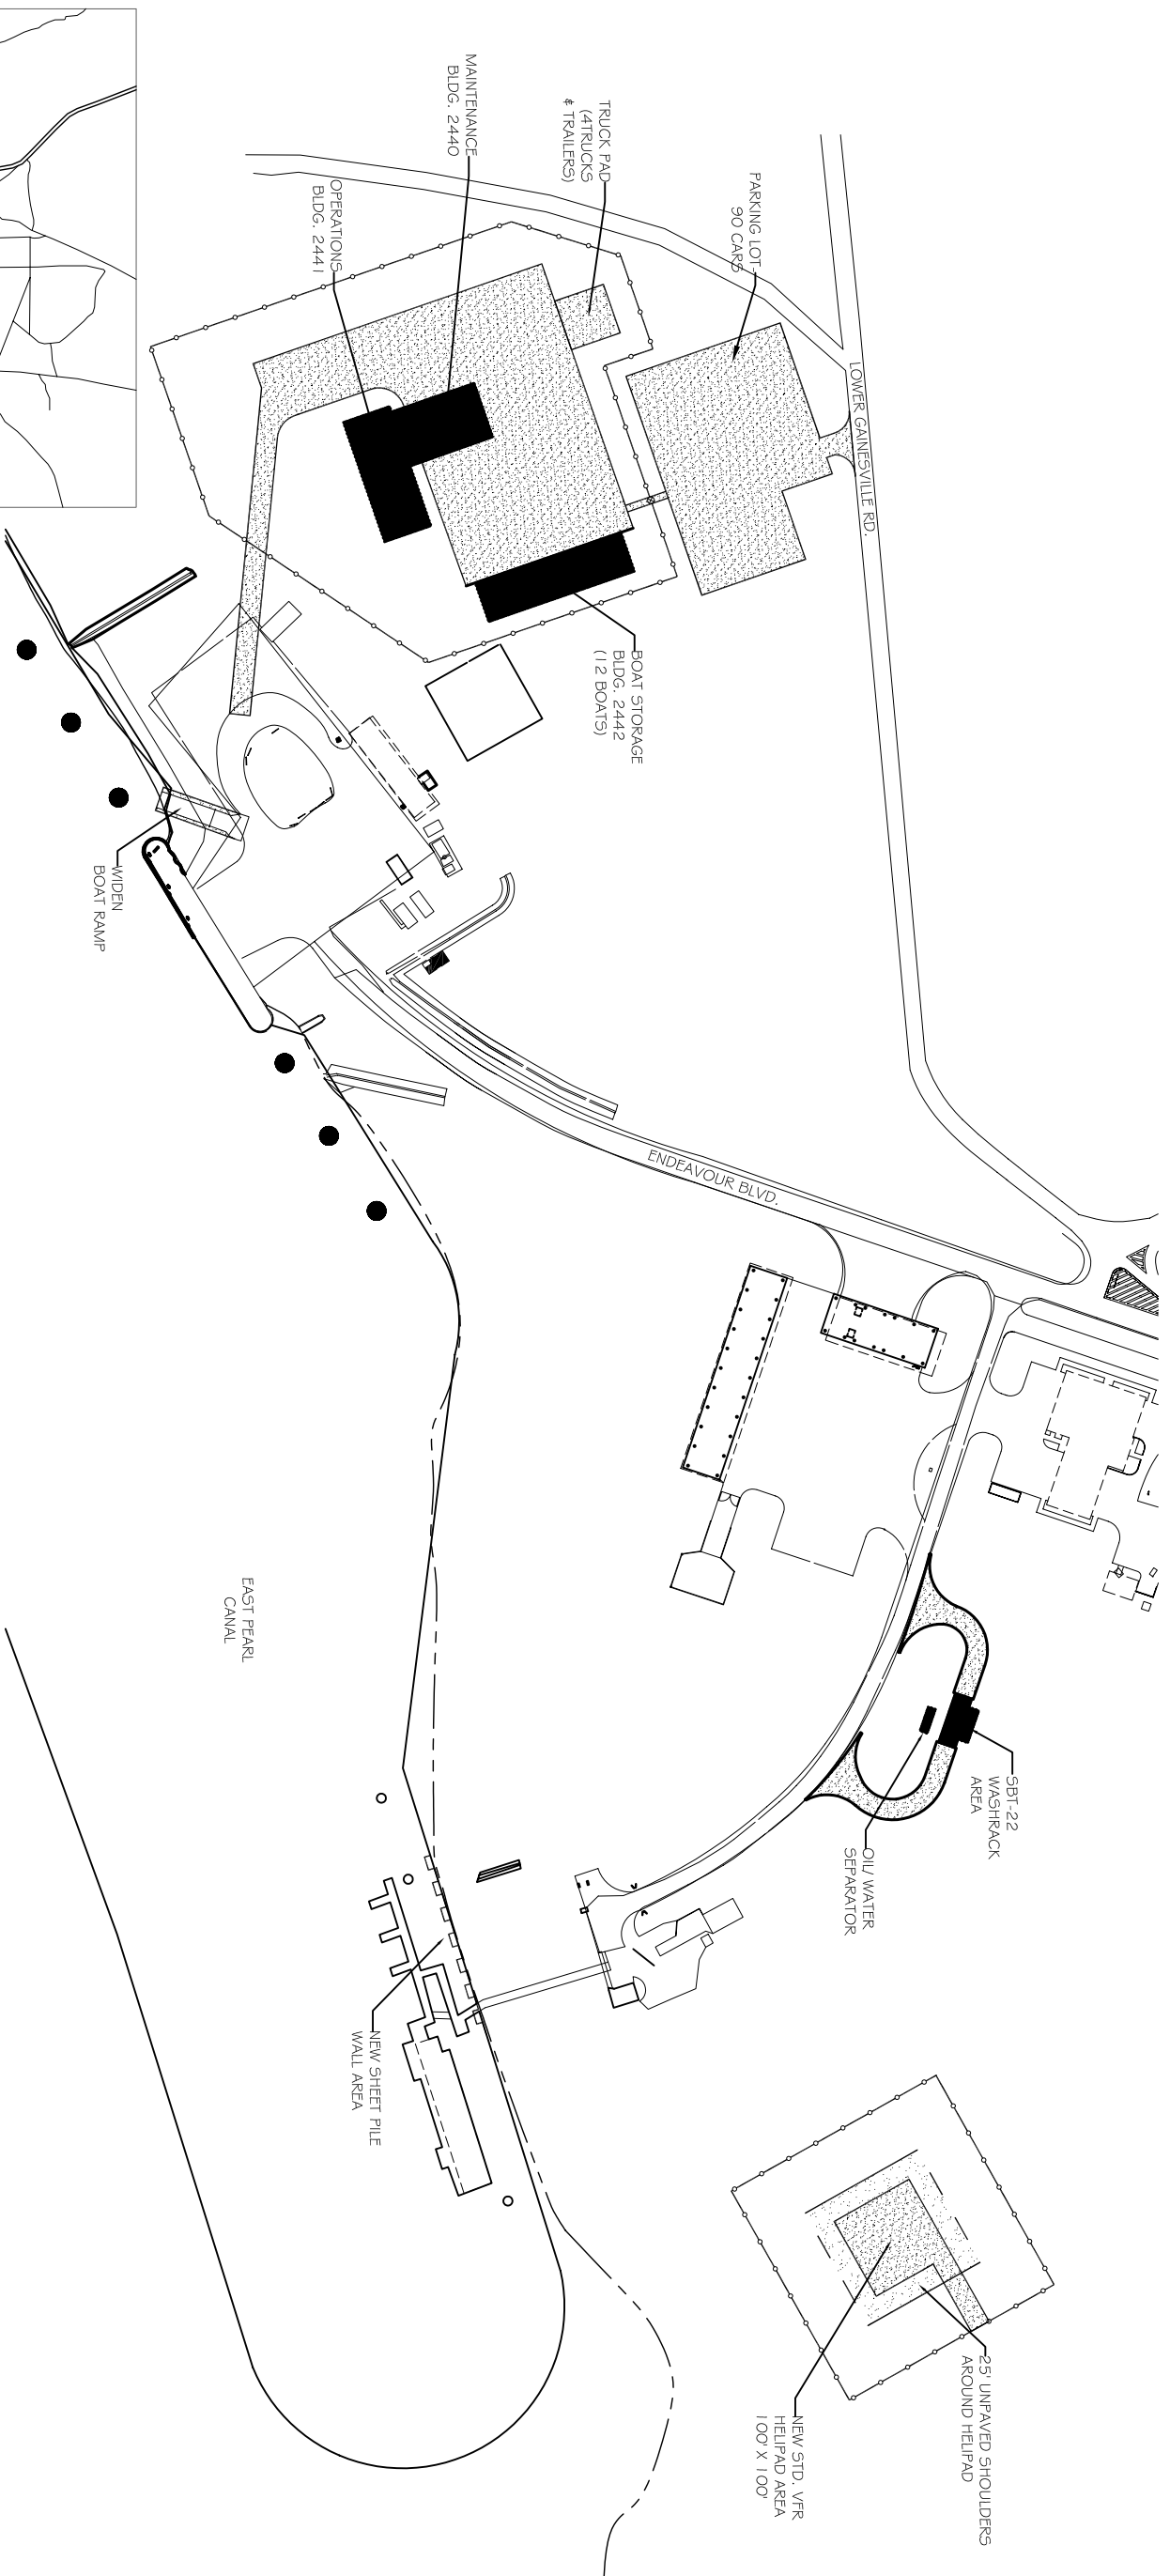 MAINTENANCE
BLDG. 2440
TRUCK PAD
(4TRUCKS
& TRAILERS)
PARKING LOT-
90 CARS
OPERATIONS
BLDG. 2441
LOWER GAINESVILLE RD.
BOAT STORAGE
BLDG. 2442
(12 BOATS)
WIDEN
BOAT RAMP
ENDEAVOUR BLVD.
EAST PEARL
CANAL
SBT-22
WASHRACK
AREA
OIL/WATER
SEPARATOR
NEW SHEET PILE
WALL AREA
25' UNPAVED SHOULDERS
AROUND HELIPAD
NEW STD. VFR
HELIPAD AREA
100' X 100'